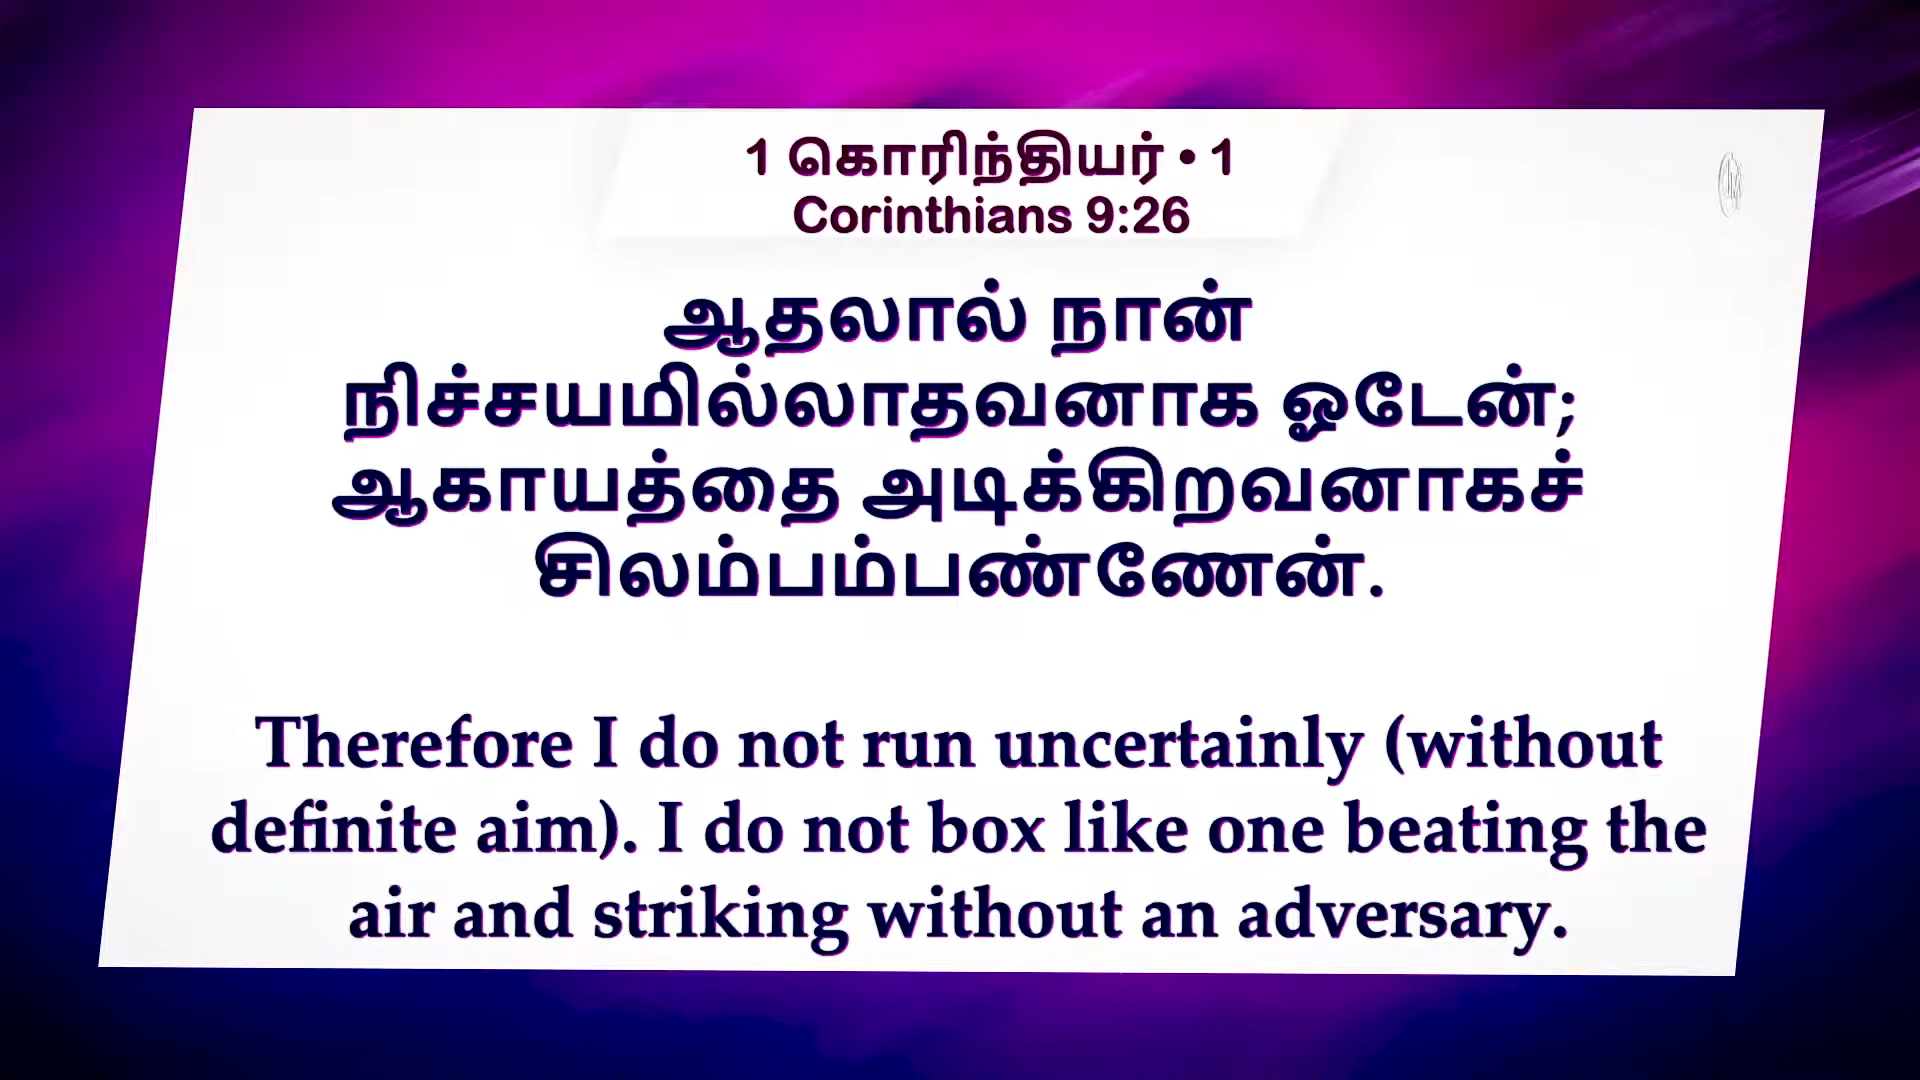 1 கொரிந்தியர் • 1
Corinthians 9:26
ஆதலால் நான்
நிச்சயமில்லாதவனாக ஓடேன்;
ஆகாயத்தை அடிக்கிறவனாகச்
சிலம்பம்பண்ணேன்.
Therefore I do not run uncertainly (without
definite aim). I do not box like one beating the
air and striking without an adversary.